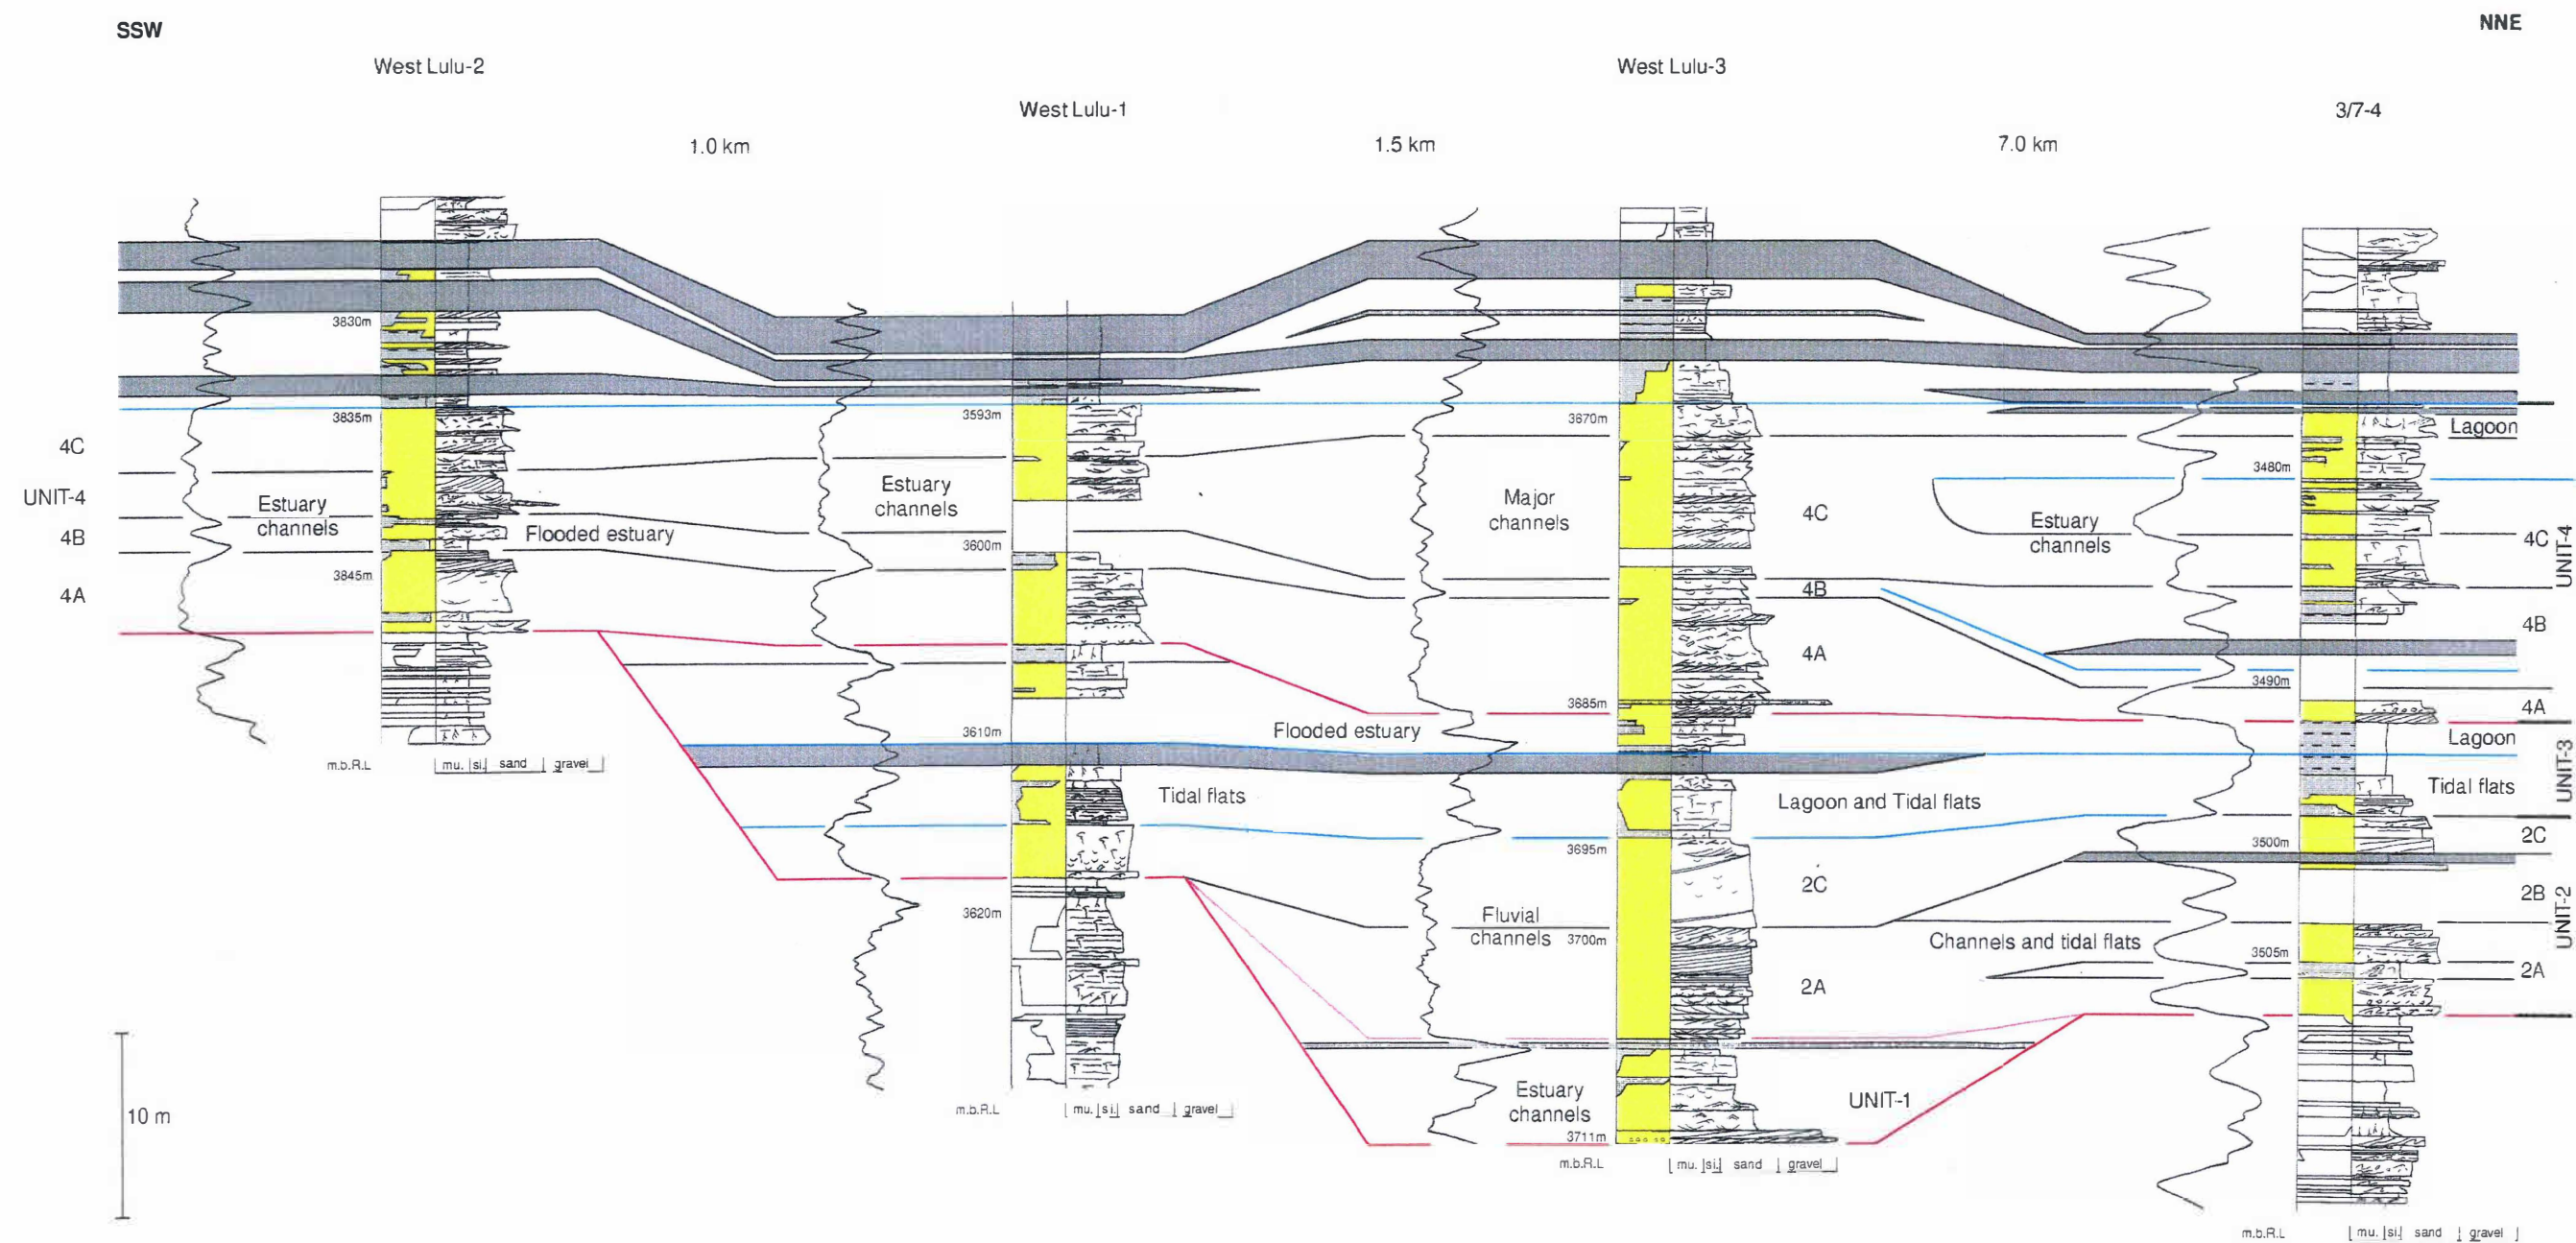 SSW
NNE
West Lulu-2
West Lulu-3
West Lulu-1
3/7-4
1.0 km
1.5 km
7.0 km
3830m
3835m
3845m
m.b.R.L
mu. si. sand gravel
4C
UNIT-4
4B
4A
Estuary
channels
Flooded estuary
3593m
3600m
3610m
3620m
m.b.R.L
mu. si. sand gravel
Estuary
channels
Tidal flats
Flooded estuary
Major
channels
Fluvial
channels
Estuary
channels
3670m
3685m
3695m
3700m
3711m
m.b.R.L
mu. si. sand gravel
4C
4B
4A
Lagoon and Tidal flats
2C
2A
UNIT-1
Estuary
channels
Channels and tidal flats
3480m
3490m
3500m
3505m
m.b.R.L
mu. si. sand gravel
Lagoon
4C
UNIT-4
4B
4A
Lagoon
UNIT-3
Tidal flats
2C
2B
UNIT-2
2A
10 m